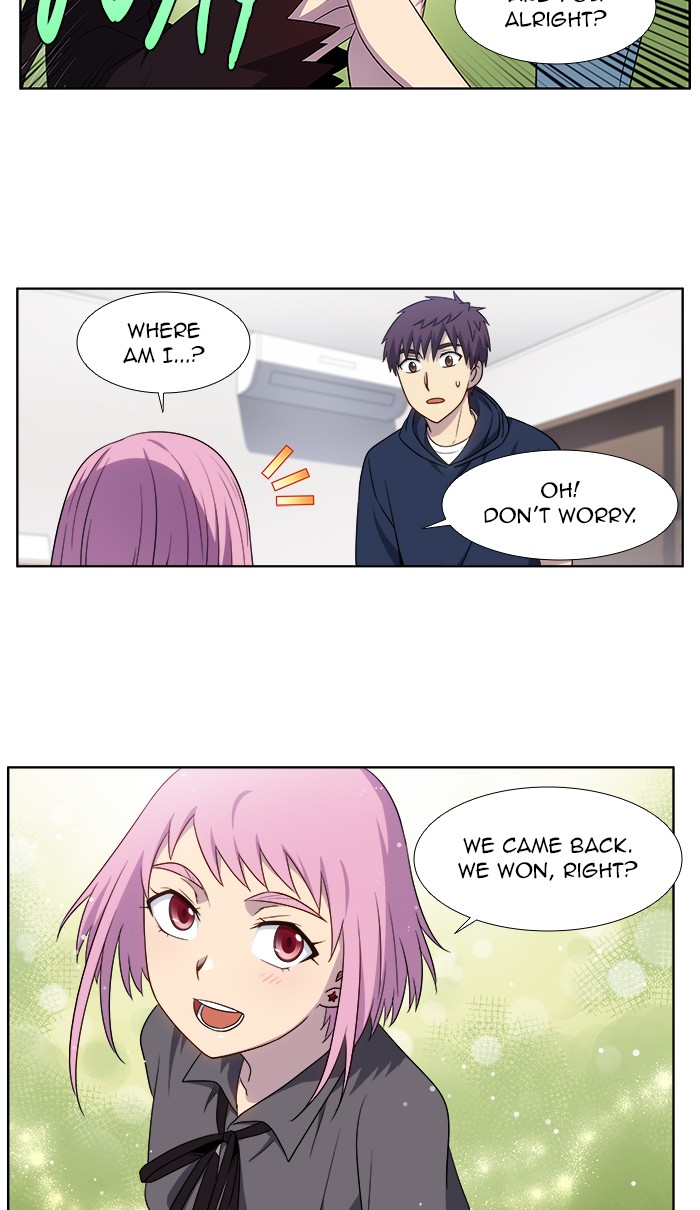 ALRIGHT?
WHERE
AM I...?
OH!
DON'T WORRY.
WE CAME BACK.
WE WON, RIGHT?